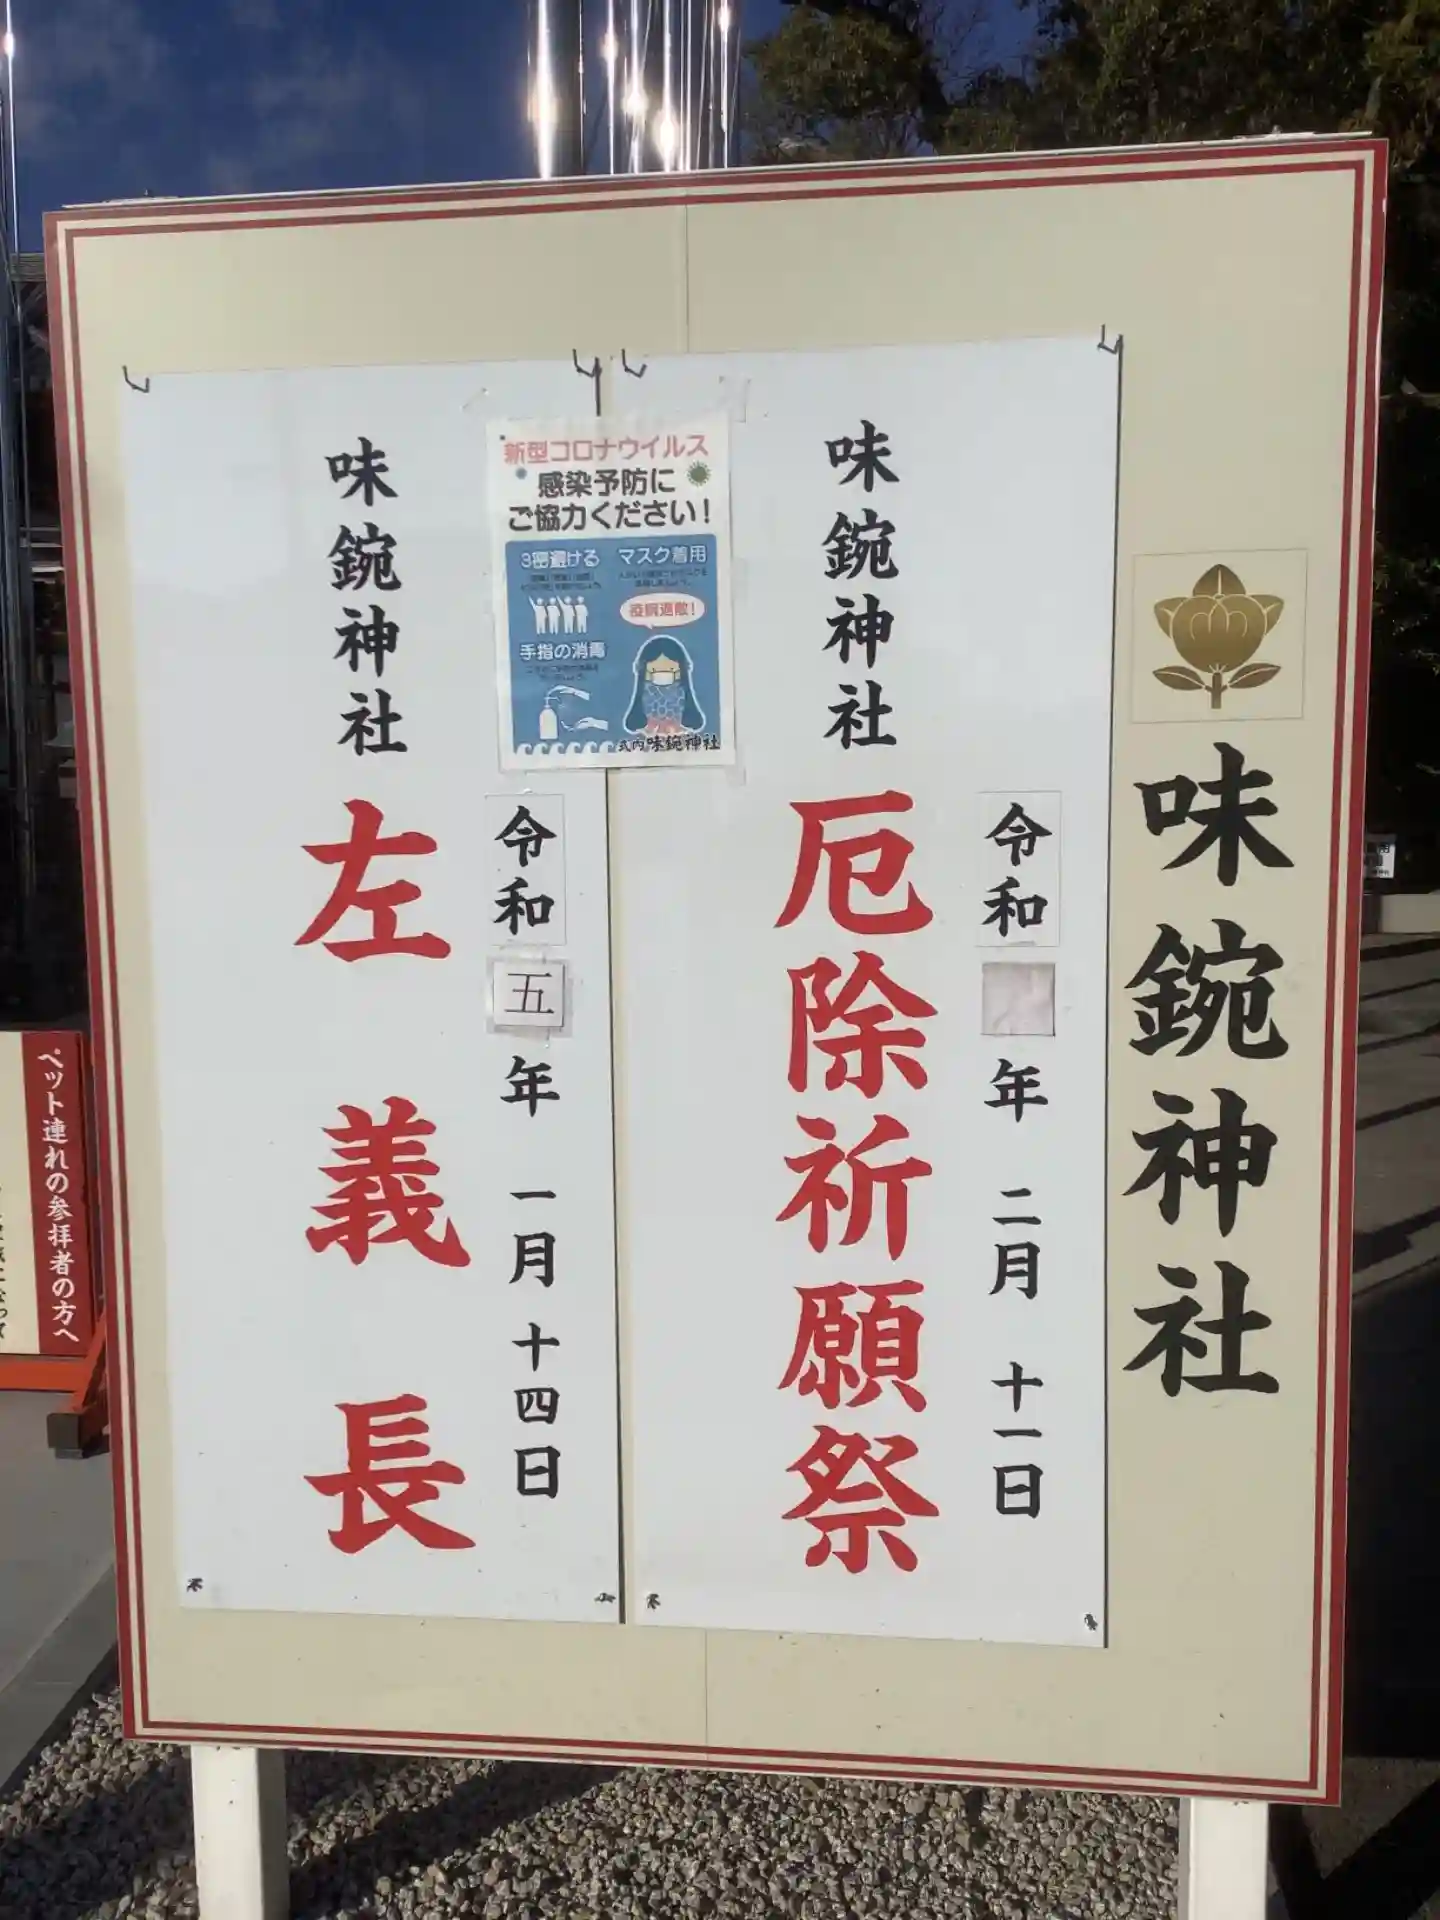 味鋺神社
令和 年 二月 十一日
味鋺神社
厄除祈願祭
新型コロナウイルス
感染予防に
ご協力ください!
3密避ける
マスク着用
疫病退散!
手指の消毒
式内味鋺神社
令和五年 一月 十四日
味鋺神社
左義長
ペット連れの参拝者の方へ